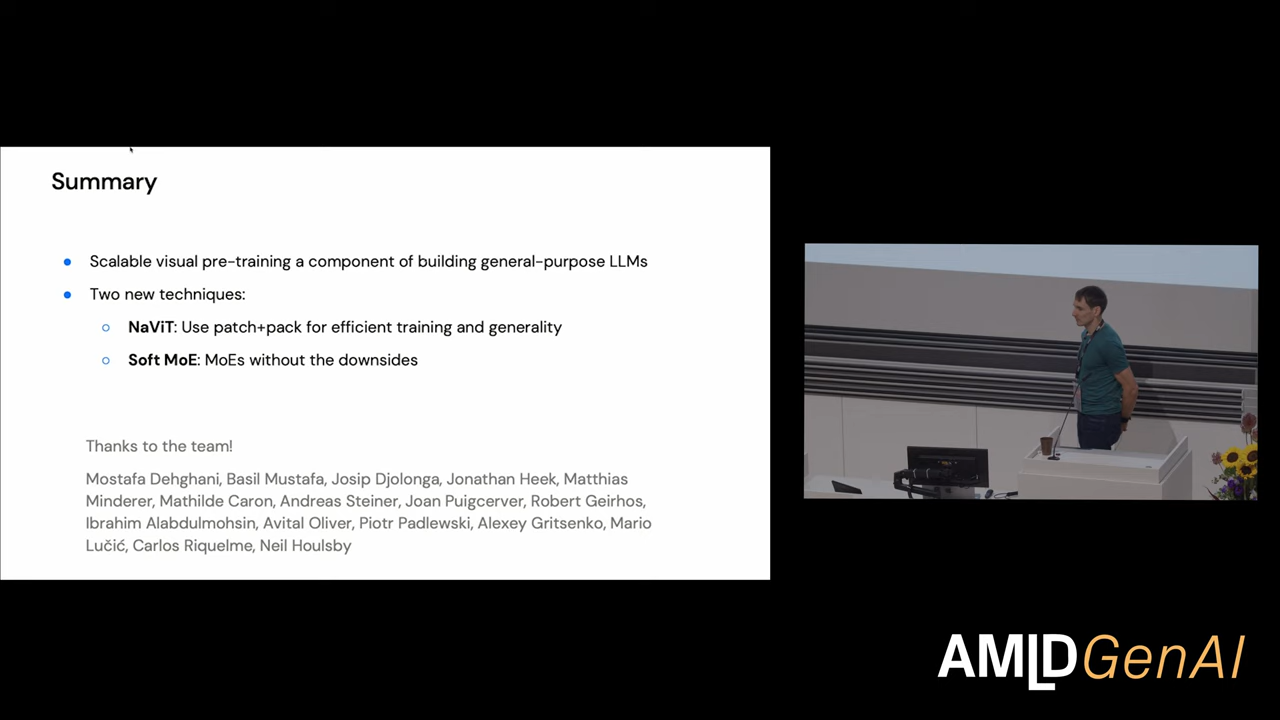 Summary
Scalable visual pre-training a component of building general-purpose LLMs
Two new techniques:
NaViT: Use patch+pack for efficient training and generality
Soft MoE: MoEs without the downsides
Thanks to the team!
Mostafa Dehghani, Basil Mustafa, Josip Djolonga, Jonathan Heek, Matthias
Minderer, Mathilde Caron, Andreas Steiner, Joan Puigcerver, Robert Geirhos,
Ibrahim Alabdulmohsin, Avital Oliver, Piotr Padlewski, Alexey Gritsenko, Mario
Lučić, Carlos Riquelme, Neil Houlsby
AMLD GenAI